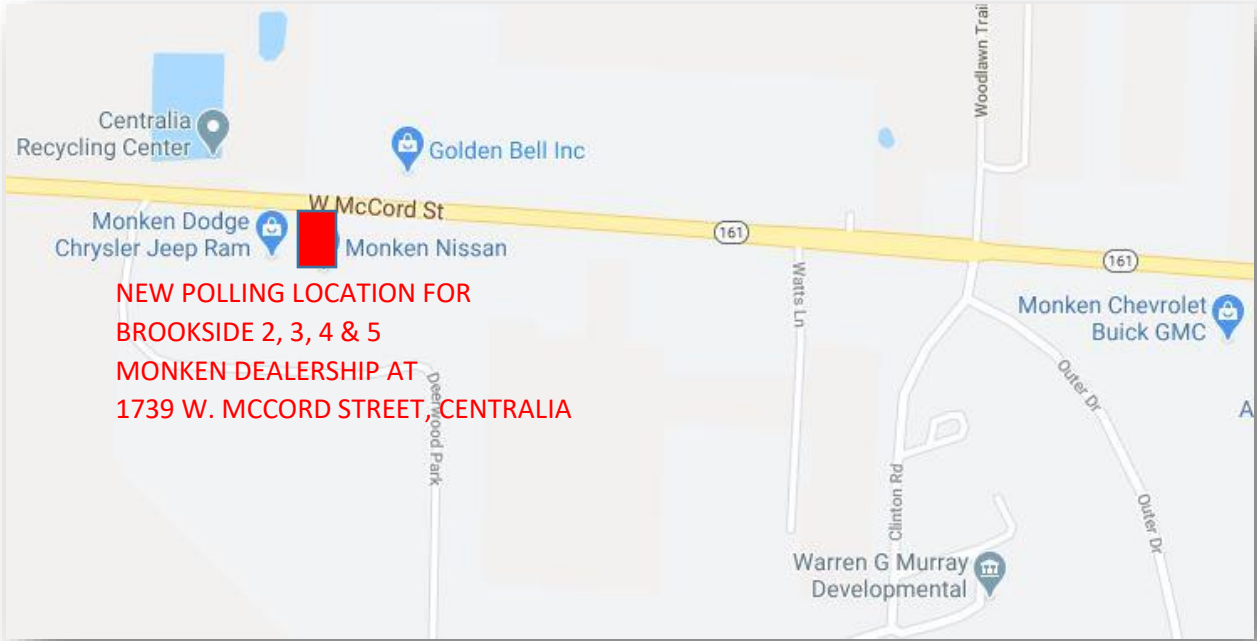 Woodlawn Trail
Centralia
Recycling Center
Golden Bell Inc
W McCord St
Monken Dodge
Chrysler Jeep Ram
Monken Nissan
161
161
NEW POLLING LOCATION FOR
BROOKSIDE 2, 3, 4 & 5
MONKEN DEALERSHIP AT
1739 W. MCCORD STREET, CENTRALIA
Watts Ln
Monken Chevrolet
Buick GMC
Deerwood Park
Outer Dr
A
Clinton Rd
Outer Dr
Warren G Murray
Developmental